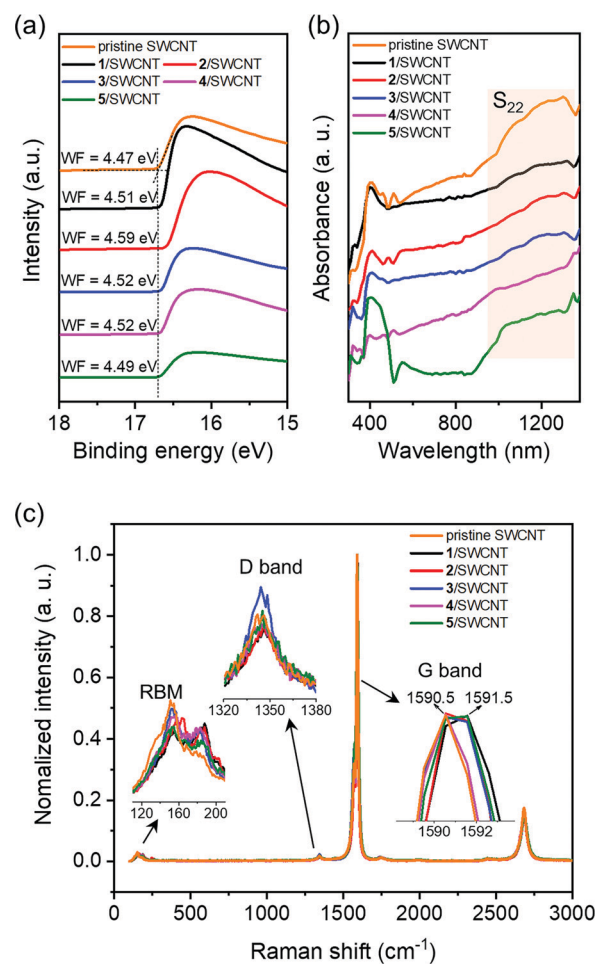 (a)
pristine SWCNT
1/SWCNT 2/SWCNT
3/SWCNT 4/SWCNT
5/SWCNT
WF = 4.47 eV
WF = 4.51 eV
WF = 4.59 eV
WF = 4.52 eV
WF = 4.52 eV
WF = 4.49 eV
Intensity (a.u.)
18 17 16 15
Binding energy (eV)
(b)
pristine SWCNT
1/SWCNT
2/SWCNT
3/SWCNT
4/SWCNT
5/SWCNT
S22
Absorbance (a. u.)
400 800 1200
Wavelength (nm)
(c)
pristine SWCNT
1/SWCNT
2/SWCNT
3/SWCNT
4/SWCNT
5/SWCNT
D band
1320 1350 1380
RBM
120 160 200
G band
1590.5 1591.5
1590 1592
Nomalized intensity (a. u.)
1.0
0.8
0.6
0.4
0.2
0.0
0 500 1000 1500 2000 2500 3000
Raman shift (cm-1)